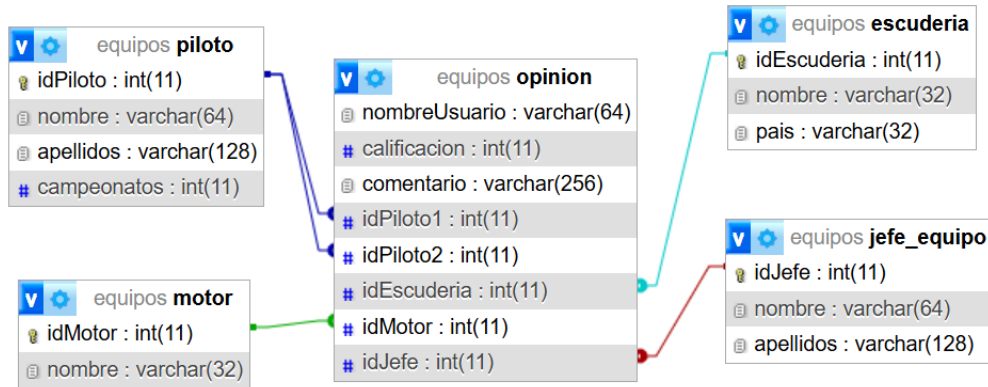 equipos piloto
idPiloto : int(11)
nombre : varchar(64)
apellidos : varchar(128)
campeonatos : int(11)
equipos motor
idMotor : int(11)
nombre : varchar(32)
equipos opinion
nombreUsuario : varchar(64)
calificacion : int(11)
comentario : varchar(256)
idPiloto1 : int(11)
idPiloto2 : int(11)
idEscuderia : int(11)
idMotor : int(11)
idJefe : int(11)
equipos escuderia
idEscuderia : int(11)
nombre : varchar(32)
pais : varchar(32)
equipos jefe_equipo
idJefe : int(11)
nombre : varchar(64)
apellidos : varchar(128)